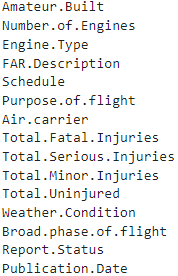 Amateur.Built
Number.of.Engines
Engine.Type
FAR.Description
Schedule
Purpose.of.flight
Air.carrier
Total.Fatal.Injuries
Total.Serious.Injuries
Total.Minor.Injuries
Total.Uninjured
Weather.Condition
Broad.phase.of.flight
Report.Status
Publication.Date